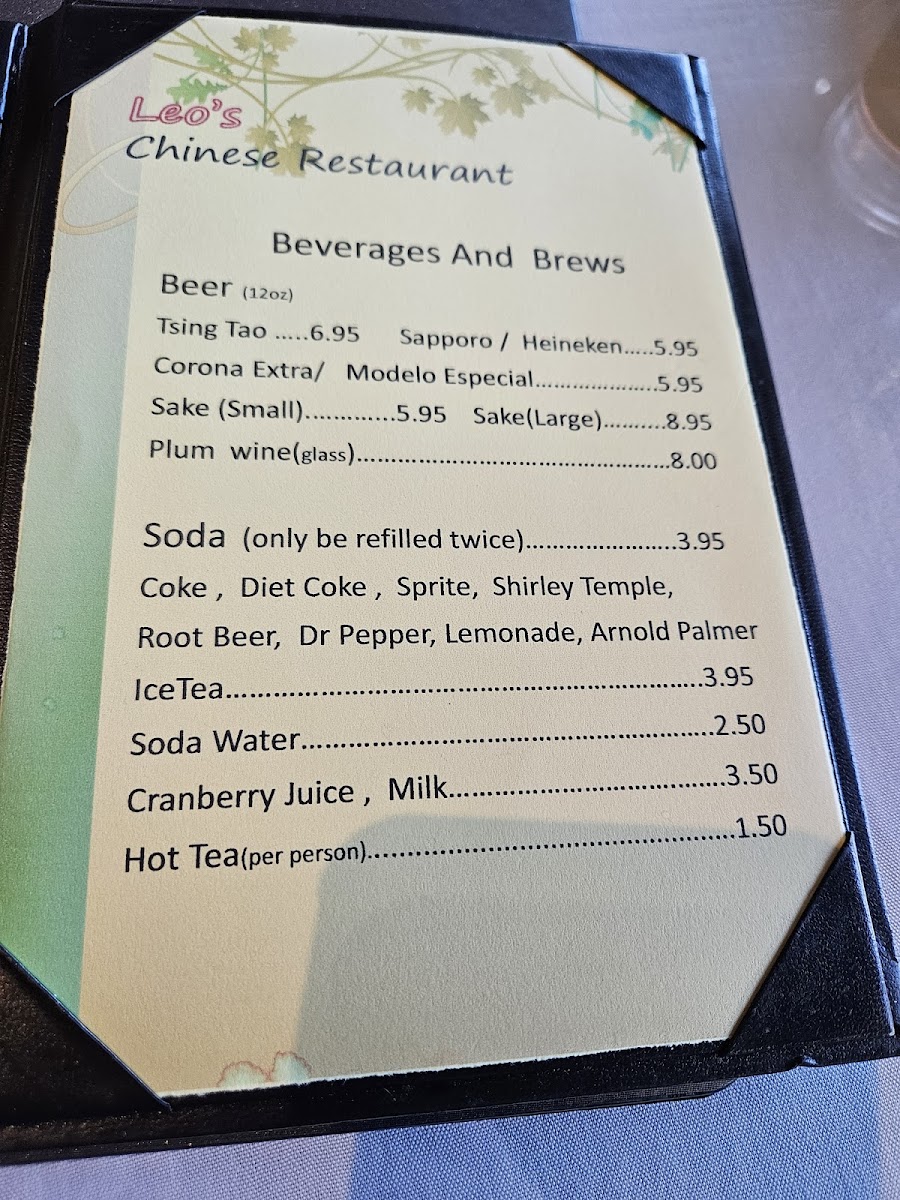 Leo's
Chinese Restaurant
Beverages And Brews
Beer (12oz)
Tsing Tao .....6.95 Sapporo / Heineken.....5.95
Corona Extra/ Modelo Especial.....................5.95
Sake (Small).............5.95 Sake(Large)..........8.95
Plum wine(glass)................................................8.00
Soda (only be refilled twice).......................3.95
Coke , Diet Coke , Sprite, Shirley Temple,
Root Beer, Dr Pepper, Lemonade, Arnold Palmer
IceTea.................................................................3.95
Soda Water........................................................2.50
Cranberry Juice , Milk.....................................3.50
Hot Tea(per person)..................................................1.50